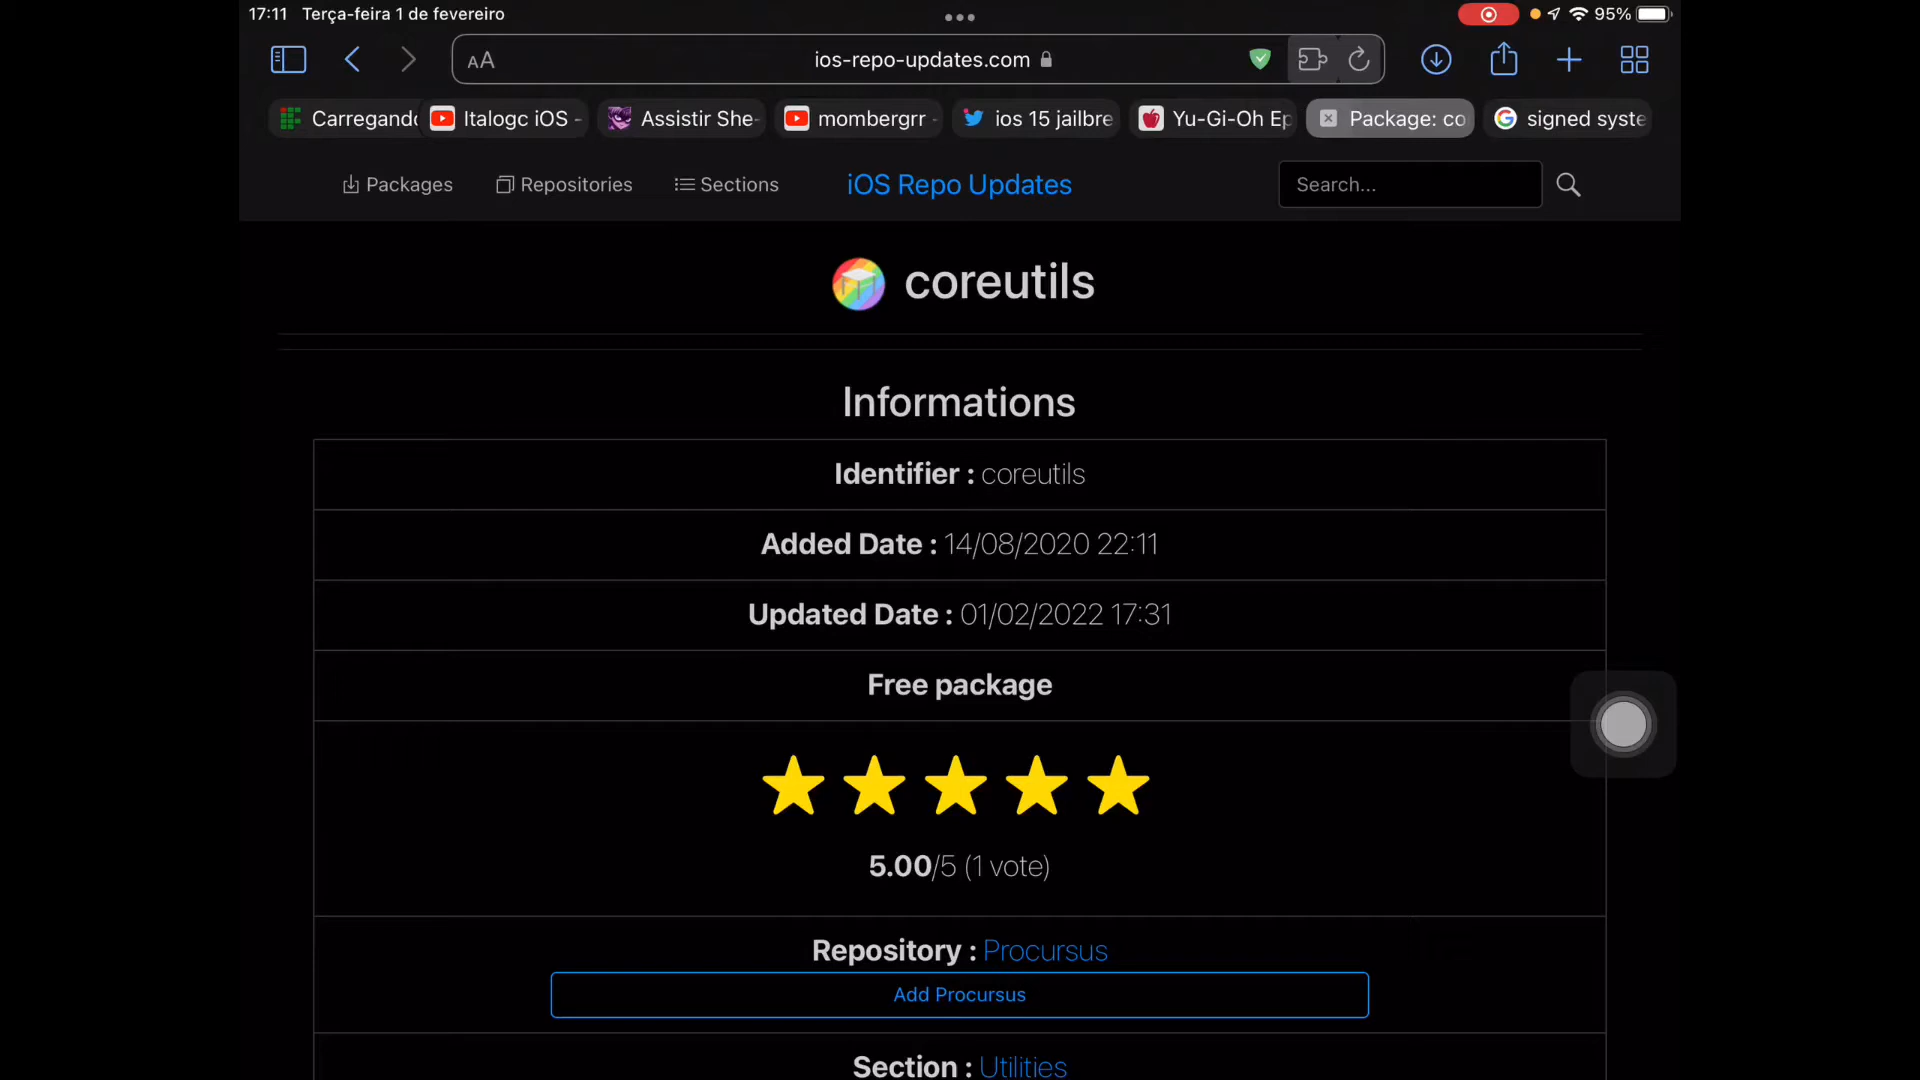 17:11 Terça-feira 1 de fevereiro
95%
AA
ios-repo-updates.com
Carregando
Italogc iOS -
Assistir She-
mombergrr -
ios 15 jailbre
Yu-Gi-Oh Ep
Package: co
signed syste
Packages
Repositories
Sections
iOS Repo Updates
Search...
coreutils
Informations
Identifier : coreutils
Added Date : 14/08/2020 22:11
Updated Date : 01/02/2022 17:31
Free package
5.00/5 (1 vote)
Repository : Procursus
Add Procursus
Section : Utilities